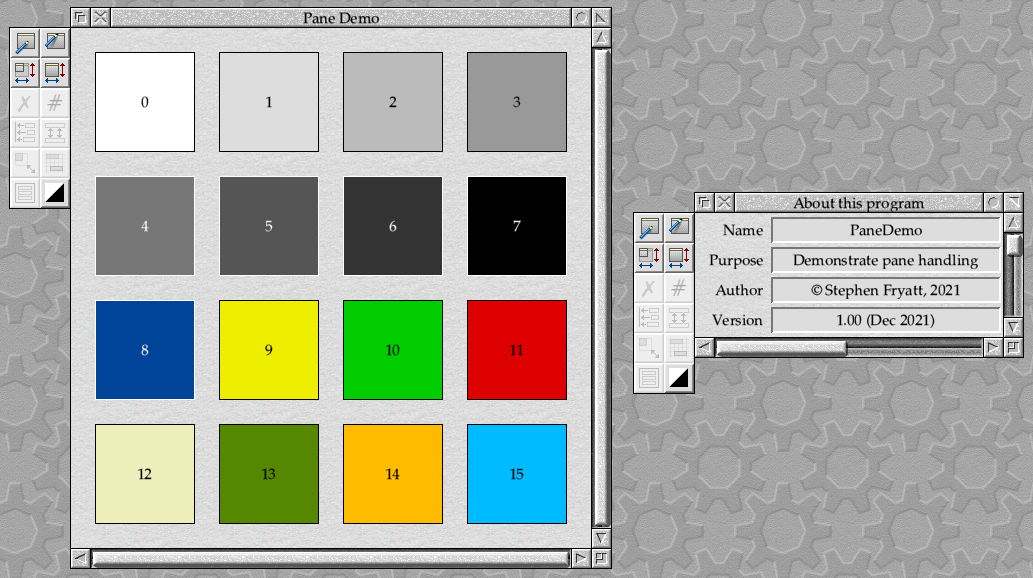 Pane Demo
0 1 2 3
4 5 6 7
8 9 10 11
12 13 14 15
#
About this program
Name PaneDemo
Purpose Demonstrate pane handling
Author © Stephen Fryatt, 2021
Version 1.00 (Dec 2021)
#